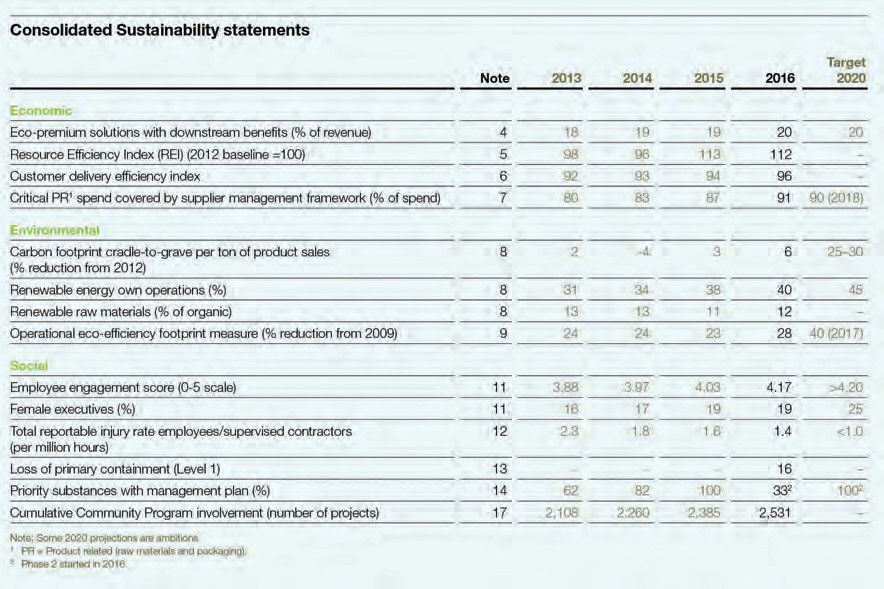 Consolidated Sustainability statements
Target
Note 2013 2014 2015 2016 2020
Economic
Eco-premium solutions with downstream benefits (% of revenue) 4 18 19 19 20 20
Resource Efficiency Index (REI) (2012 baseline =100) 5 98 96 113 112 –
Customer delivery efficiency index 6 92 93 94 96 –
Critical PR¹ spend covered by supplier management framework (% of spend) 7 80 83 87 91 90 (2018)
Environmental
Carbon footprint cradle-to-grave per ton of product sales 8 2 -4 3 6 25–30
(% reduction from 2012)
Renewable energy own operations (%) 8 31 34 38 40 45
Renewable raw materials (% of organic) 8 13 13 11 12 –
Operational eco-efficiency footprint measure (% reduction from 2009) 9 24 24 23 28 40 (2017)
Social
Employee engagement score (0-5 scale) 11 3.88 3.97 4.03 4.17 >4.20
Female executives (%) 11 16 17 19 19 25
Total reportable injury rate employees/supervised contractors 12 2.3 1.8 1.6 1.4 <1.0
(per million hours)
Loss of primary containment (Level 1) 13 – – – 16 –
Priority substances with management plan (%) 14 62 82 100 33² 100²
Cumulative Community Program involvement (number of projects) 17 2,108 2,260 2,385 2,531 –
Note: Some 2020 projections are ambitions
¹ PR = Product related (raw materials and packaging).
² Phase 2 started in 2016.